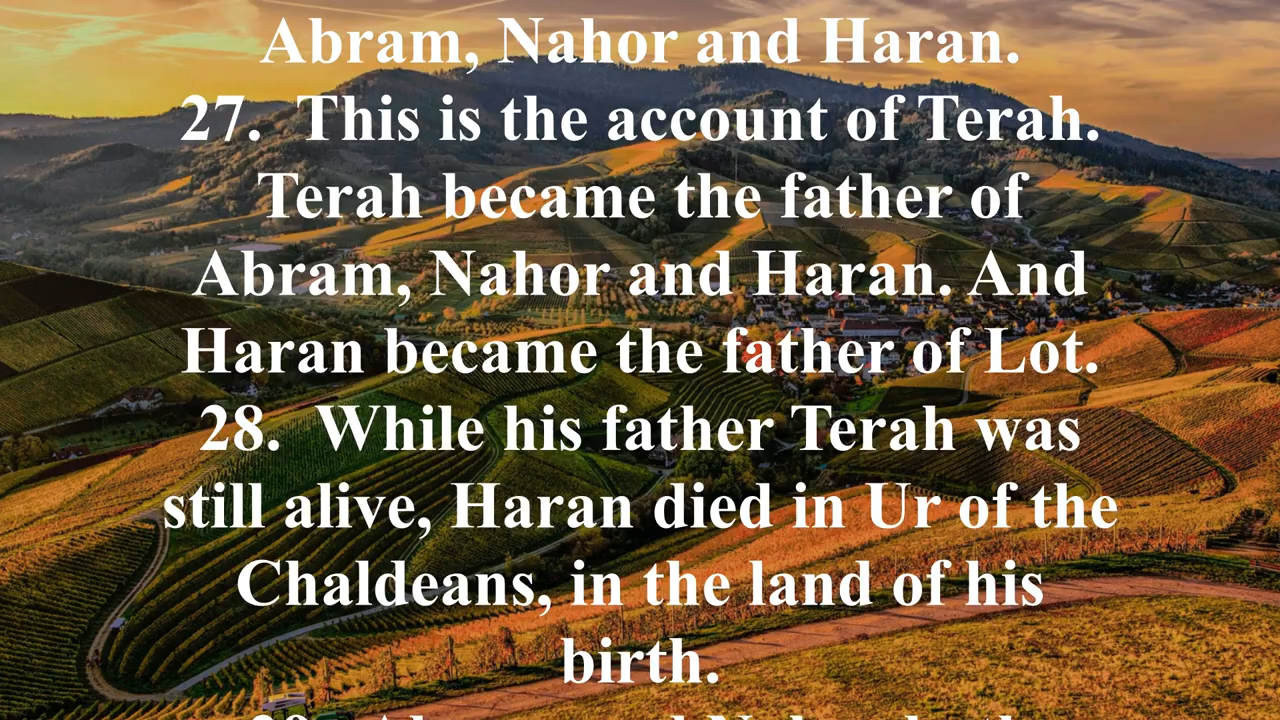 Abram, Nahor and Haran.
27. This is the account of Terah.
Terah became the father of
Abram, Nahor and Haran. And
Haran became the father of Lot.
28. While his father Terah was
still alive, Haran died in Ur of the
Chaldeans, in the land of his
birth.